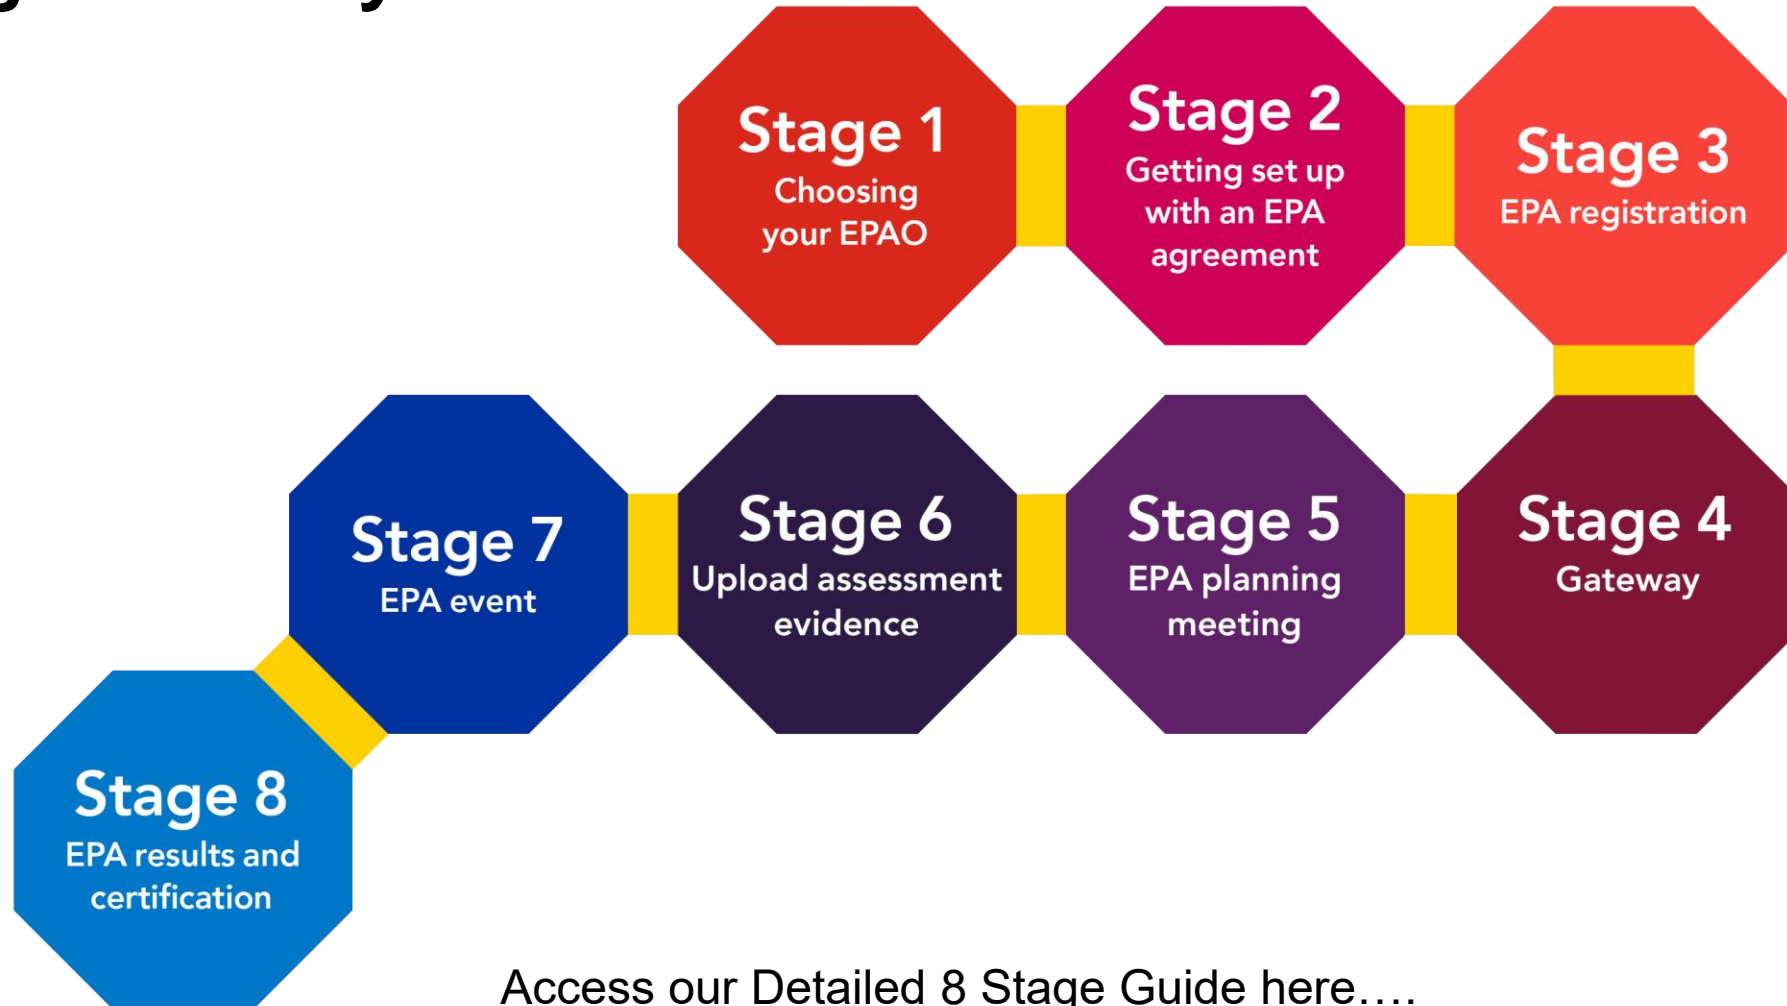 Stage 1
Choosing
your EPAO
Stage 2
Getting set up
with an EPA
agreement
Stage 3
EPA registration
Stage 4
Gateway
Stage 5
EPA planning
meeting
Stage 6
Upload assessment
evidence
Stage 7
EPA event
Stage 8
EPA results and
certification
Access our Detailed 8 Stage Guide here....